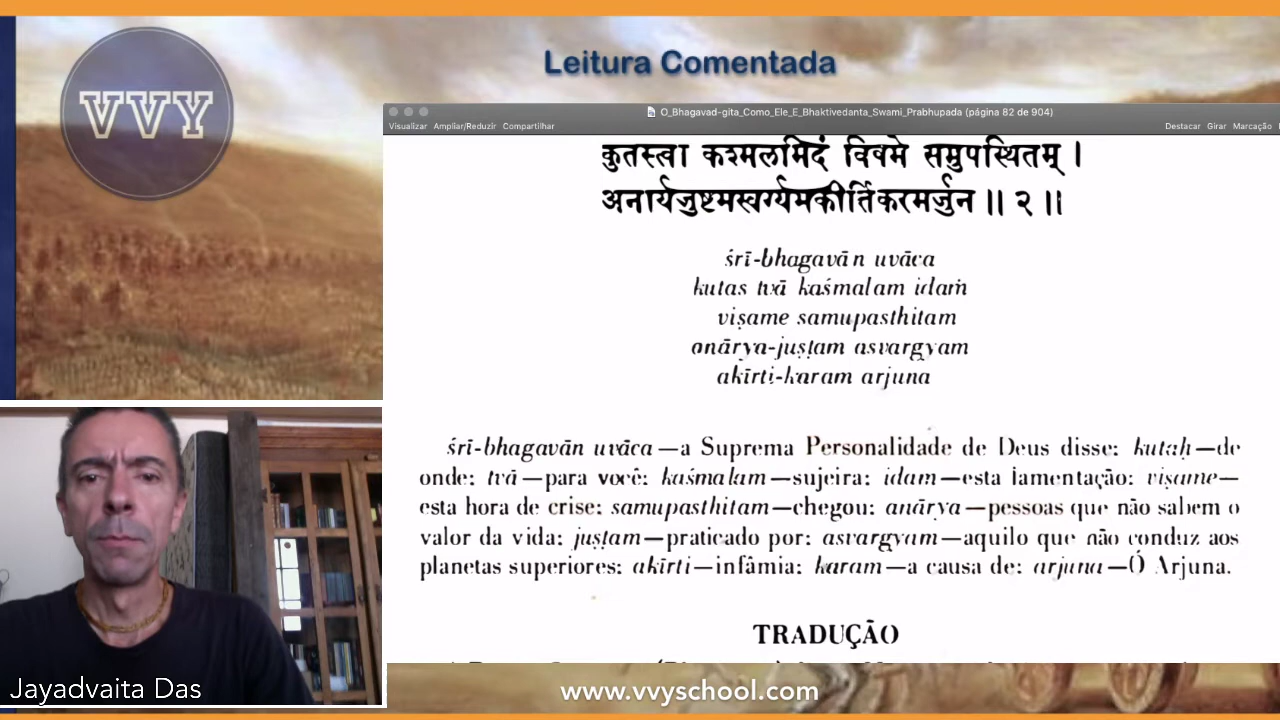 VVY
Leitura Comentada
O_Bhagavad-gita_Como_Ele_E_Bhaktivedanta_Swami_Prabhupada (página 82 de 904)
Visualizar Ampliar/Reduzir Compartilhar
Destacar Girar Marcação
कुतस्त्वा कश्मलमिदं विषमे समुपस्थितम् ।
अनार्यजुष्टमस्वर्ग्यमकीर्तिकरमर्जुन ॥ २ ॥
śrī-bhagavān uvāca
kutas tvā kaśmalam idaṁ
viṣame samupasthitam
anārya-juṣṭam asvargyam
akīrti-karam arjuna
śrī-bhagavān uvāca—a Suprema Personalidade de Deus disse; kutaḥ—de
onde; tvā—para você; kaśmalam—sujeira; idam—esta lamentação; viṣame—
esta hora de crise; samupasthitam—chegou; anārya—pessoas que não sabem o
valor da vida; juṣṭam—praticado por; asvargyam—aquilo que não conduz aos
planetas superiores; akīrti—infâmia; karam—a causa de; arjuna—Ó Arjuna.
TRADUÇÃO
Jayadvaita Das
www.vvyschool.com